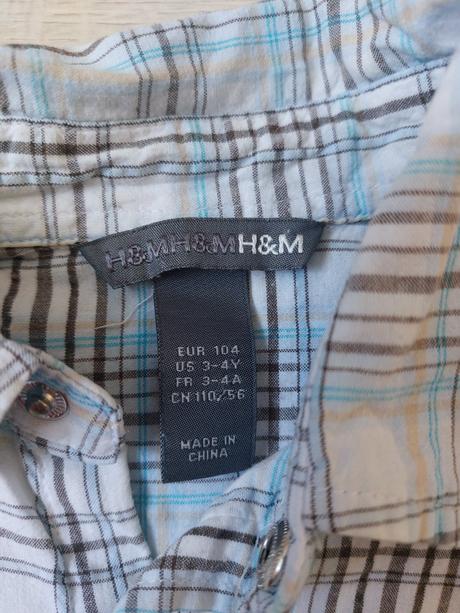 H&MH&MH&M
EUR 104
US 3-4Y
FR 3-4A
CN 110/56
MADE IN
CHINA